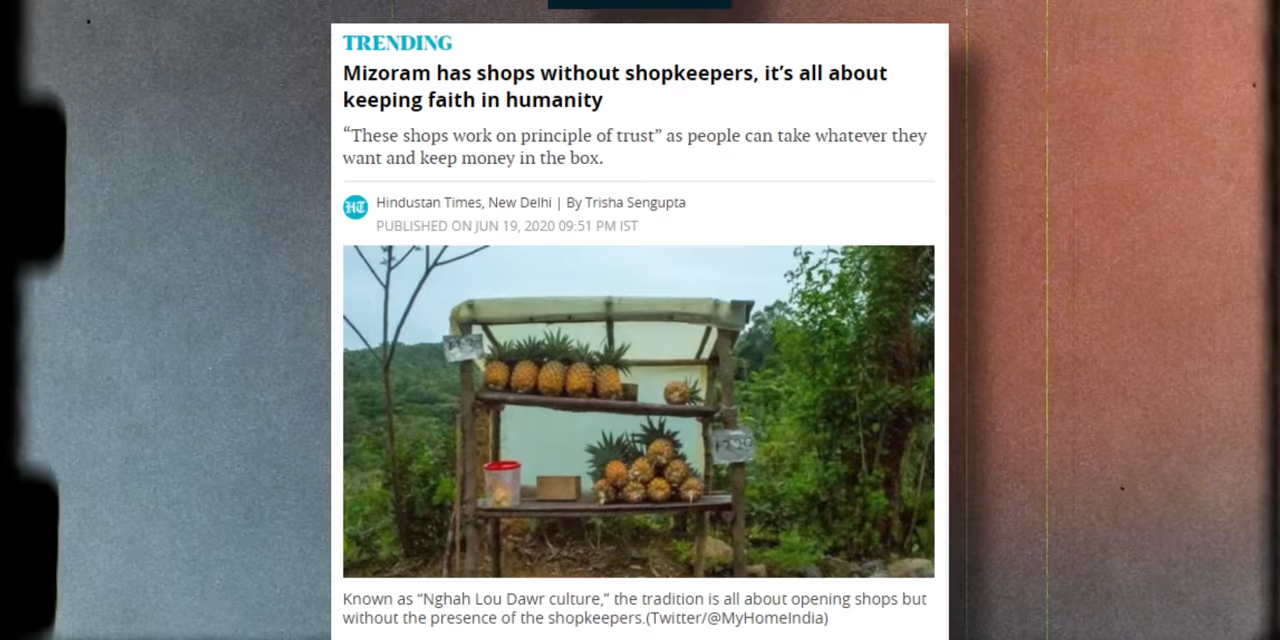 TRENDING
Mizoram has shops without shopkeepers, it’s all about
keeping faith in humanity
“These shops work on principle of trust” as people can take whatever they
want and keep money in the box.
HT
Hindustan Times, New Delhi | By Trisha Sengupta
PUBLISHED ON JUN 19, 2020 09:51 PM IST
Known as “Nghah Lou Dawr culture,” the tradition is all about opening shops but
without the presence of the shopkeepers.(Twitter/@MyHomeIndia)